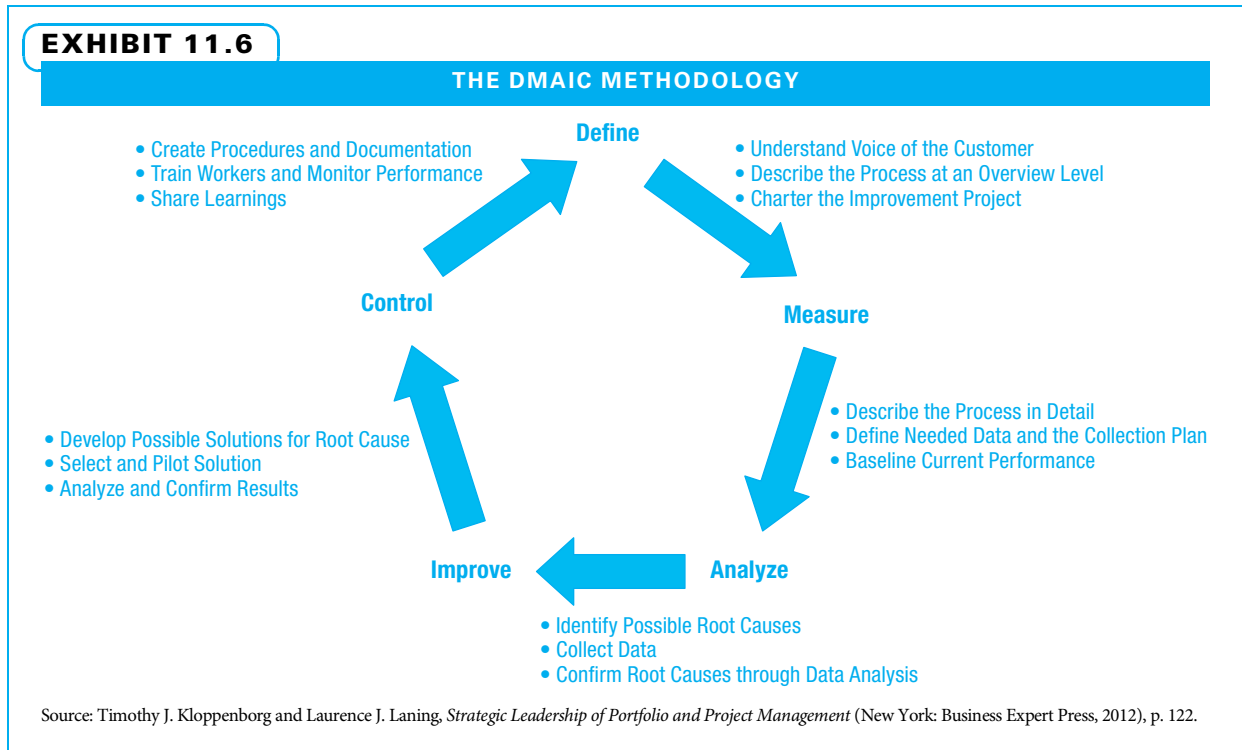 EXHIBIT 11.6
THE DMAIC METHODOLOGY
Define
• Understand Voice of the Customer
• Describe the Process at an Overview Level
• Charter the Improvement Project
Measure
• Describe the Process in Detail
• Define Needed Data and the Collection Plan
• Baseline Current Performance
Analyze
• Identify Possible Root Causes
• Collect Data
• Confirm Root Causes through Data Analysis
Improve
• Develop Possible Solutions for Root Cause
• Select and Pilot Solution
• Analyze and Confirm Results
Control
• Create Procedures and Documentation
• Train Workers and Monitor Performance
• Share Learnings
Source: Timothy J. Kloppenborg and Laurence J. Laning, Strategic Leadership of Portfolio and Project Management (New York: Business Expert Press, 2012), p. 122.